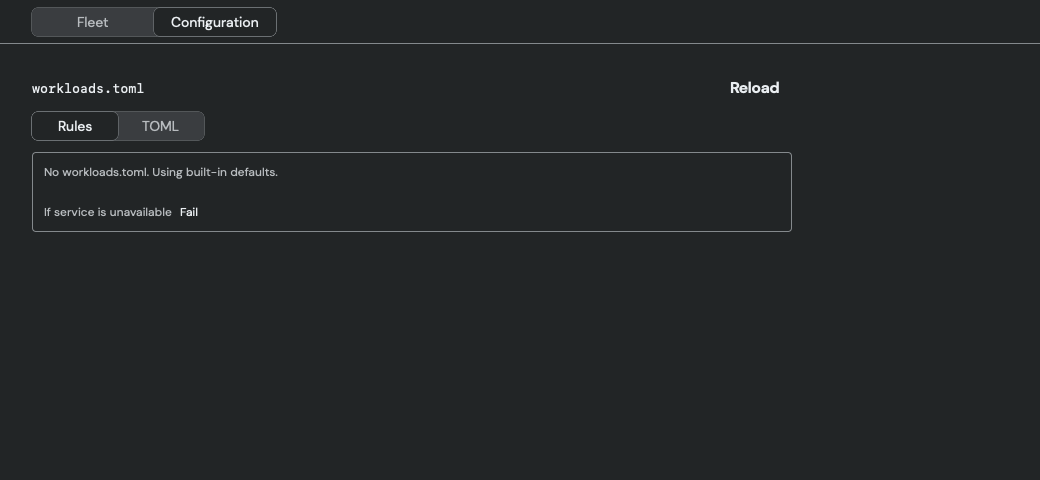 Fleet Configuration
workloads.toml Reload
Rules TOML
No workloads.toml. Using built-in defaults.
If service is unavailable Fail